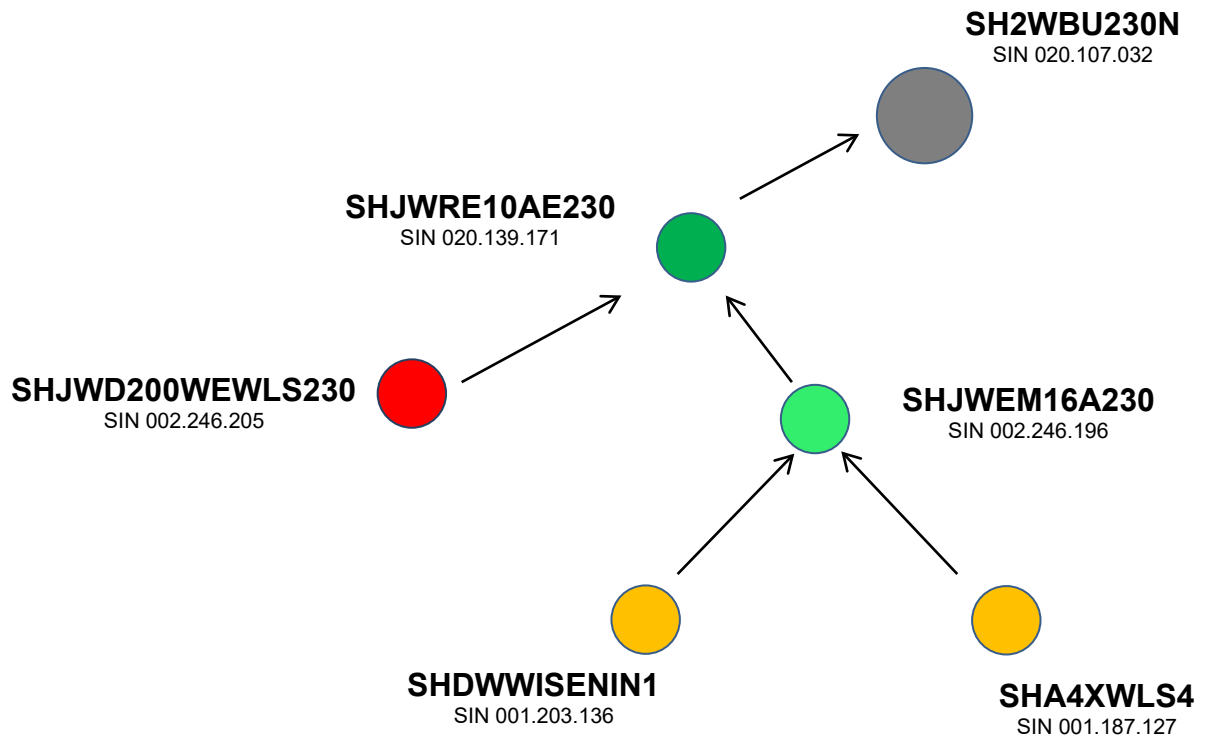 SH2WBU230N
SIN 020.107.032
SHJWRE10AE230
SIN 020.139.171
SHJWD200WEWLS230
SIN 002.246.205
SHJWEM16A230
SIN 002.246.196
SHDWWISENIN1
SIN 001.203.136
SHA4XWLS4
SIN 001.187.127